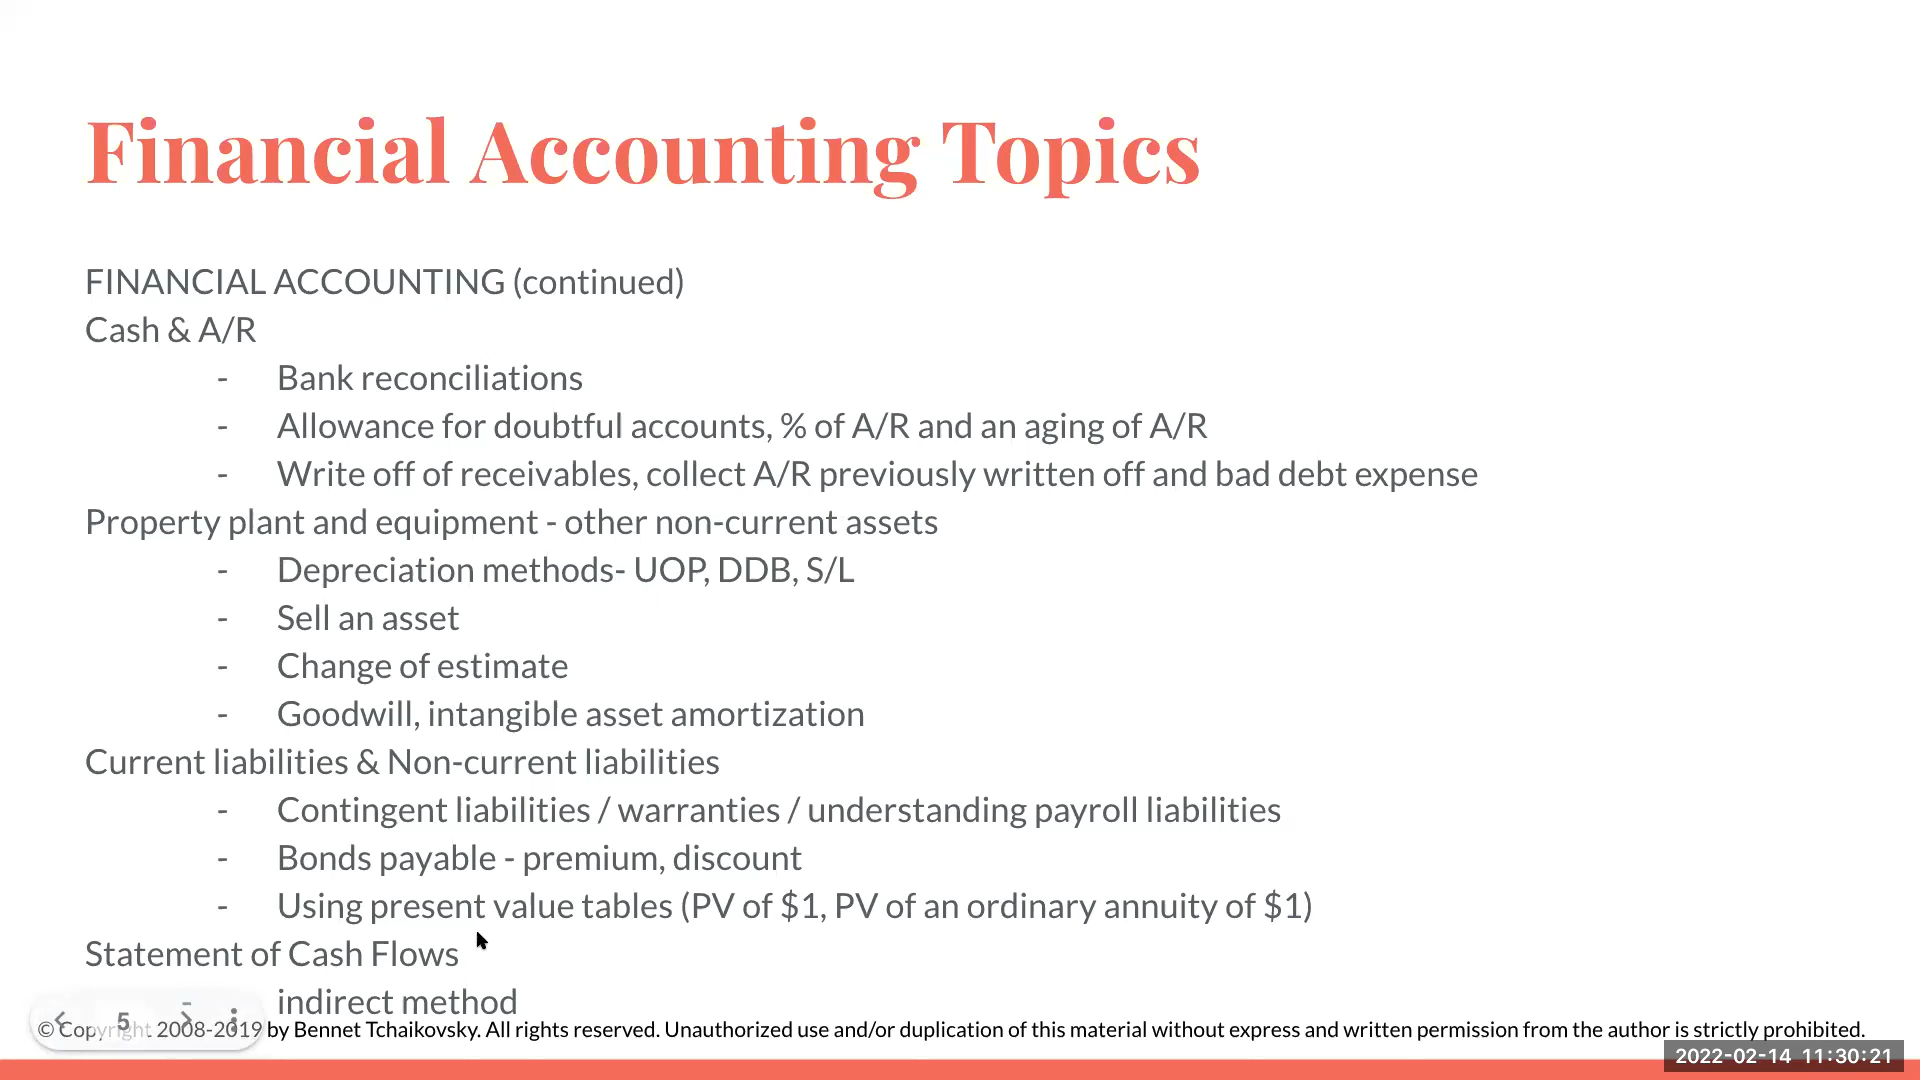 Financial Accounting Topics
FINANCIAL ACCOUNTING (continued)
Cash & A/R
- Bank reconciliations
- Allowance for doubtful accounts, % of A/R and an aging of A/R
- Write off of receivables, collect A/R previously written off and bad debt expense
Property plant and equipment - other non-current assets
- Depreciation methods- UOP, DDB, S/L
- Sell an asset
- Change of estimate
- Goodwill, intangible asset amortization
Current liabilities & Non-current liabilities
- Contingent liabilities / warranties / understanding payroll liabilities
- Bonds payable - premium, discount
- Using present value tables (PV of $1, PV of an ordinary annuity of $1)
Statement of Cash Flows
- indirect method
5
© Copyright 2008-2019 by Bennet Tchaikovsky. All rights reserved. Unauthorized use and/or duplication of this material without express and written permission from the author is strictly prohibited.
2022-02-14 11:30:21